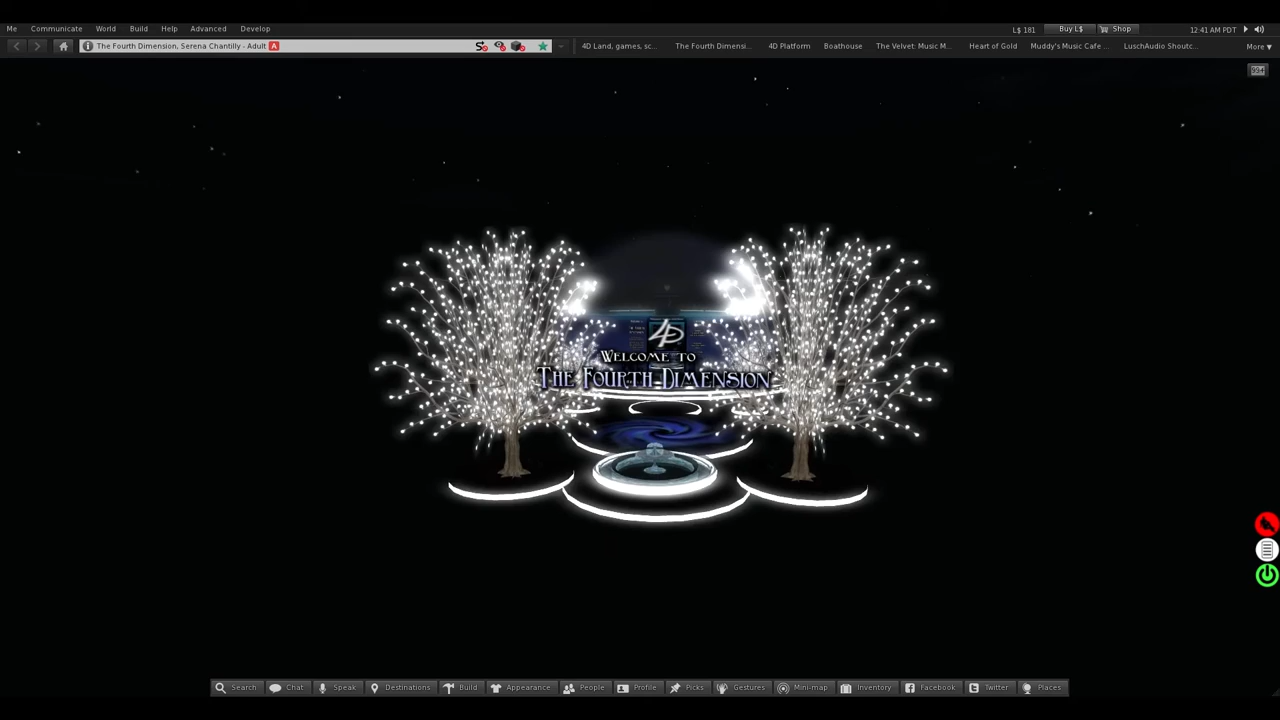 Me Communicate World Build Help Advanced Develop L$ 181 Buy L$ Shop 12:41 AM PDT
The Fourth Dimension, Serena Chantilly - Adult A 4D Land, games, sc... The Fourth Dimensi... 4D Platform Boathouse The Velvet: Music M... Heart of Gold Muddy's Music Cafe ... LuschAudio Shoutc... More ▼
99+
4D
WELCOME TO
THE FOURTH DIMENSION
Search Chat Speak Destinations Build Appearance People Profile Picks Gestures Mini-map Inventory Facebook Twitter Places